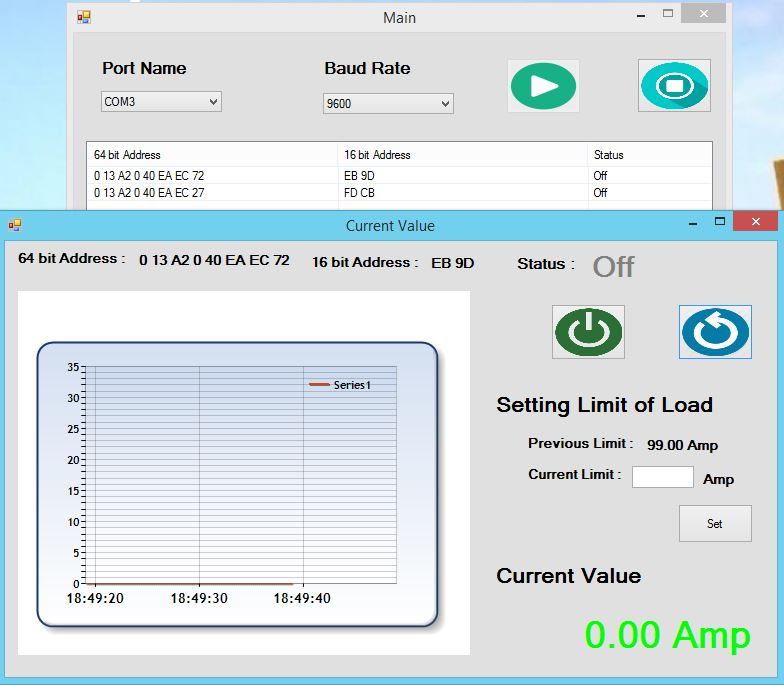 Main
Port Name Baud Rate
COM3 9600
64 bit Address 16 bit Address Status
0 13 A2 0 40 EA EC 72 EB 9D Off
0 13 A2 0 40 EA EC 27 FD CB Off
Current Value
64 bit Address : 0 13 A2 0 40 EA EC 72 16 bit Address : EB 9D Status : Off
35
30
25
20
15
10
5
0
Series1
18:49:20 18:49:30 18:49:40
Setting Limit of Load
Previous Limit : 99.00 Amp
Current Limit : Amp
Set
Current Value
0.00 Amp